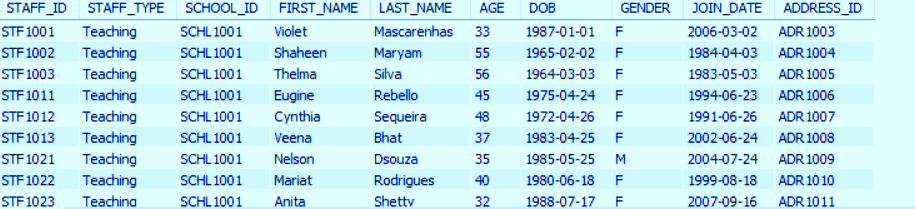 STAFF_ID STAFF_TYPE SCHOOL_ID FIRST_NAME LAST_NAME AGE DOB GENDER JOIN_DATE ADDRESS_ID
STF1001 Teaching SCHL1001 Violet Mascarenhas 33 1987-01-01 F 2006-03-02 ADR1003
STF1002 Teaching SCHL1001 Shaheen Maryam 55 1965-02-02 F 1984-04-03 ADR1004
STF1003 Teaching SCHL1001 Thelma Silva 56 1964-03-03 F 1983-05-03 ADR1005
STF1011 Teaching SCHL1001 Eugine Rebello 45 1975-04-24 F 1994-06-23 ADR1006
STF1012 Teaching SCHL1001 Cynthia Sequeira 48 1972-04-26 F 1991-06-26 ADR1007
STF1013 Teaching SCHL1001 Veena Bhat 37 1983-04-25 F 2002-06-24 ADR1008
STF1021 Teaching SCHL1001 Nelson Dsouza 35 1985-05-25 M 2004-07-24 ADR1009
STF1022 Teaching SCHL1001 Mariat Rodrigues 40 1980-06-18 F 1999-08-18 ADR1010
STF1023 Teaching SCHL1001 Anita Shetty 32 1988-07-17 F 2007-09-16 ADR1011